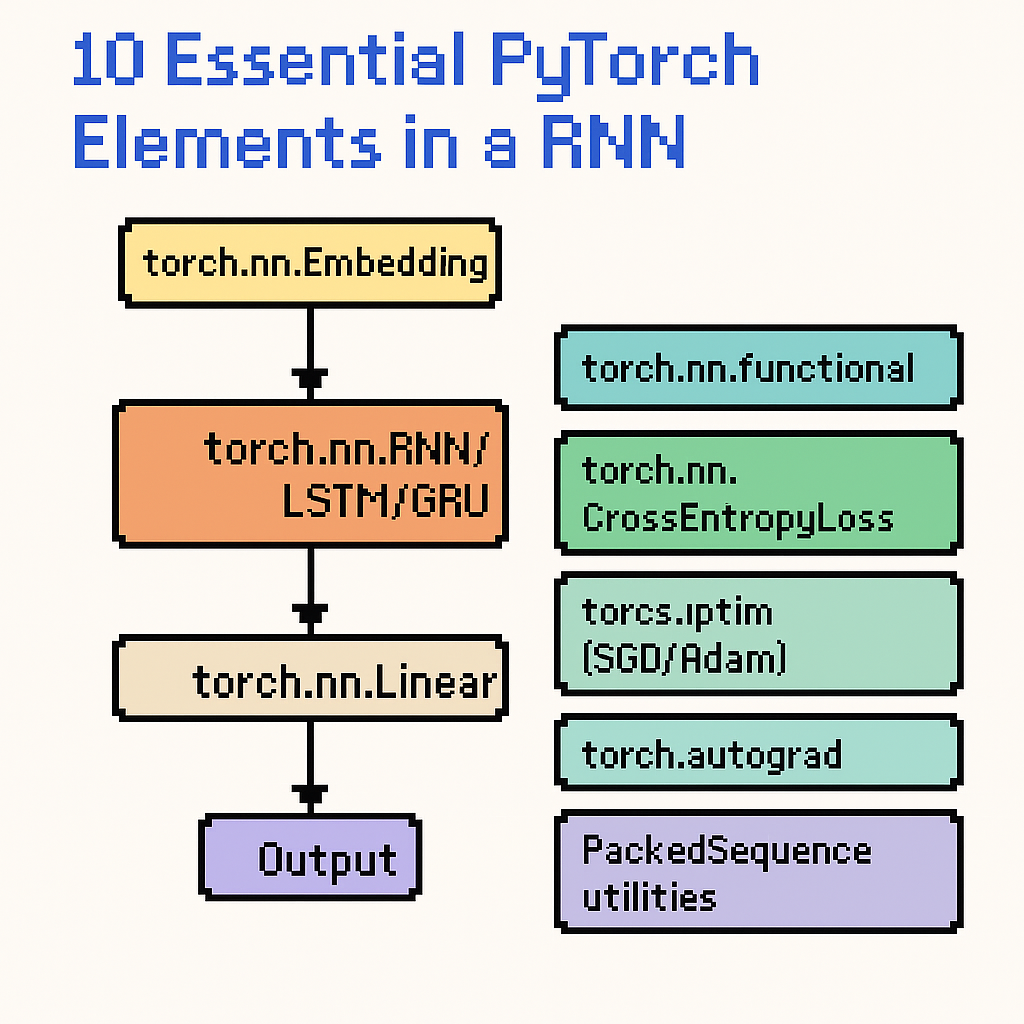 10 Essential PyTorch
Elements in a RNN
torch.nn.Embedding
torch.nn.RNN/
LSTM/GRU
torch.nn.Linear
Output
torch.nn.functional
torch.nn.
CrossEntropyLoss
torcs.ıptim
(SGD/Adam)
torch.autograd
PackedSequence
utilities